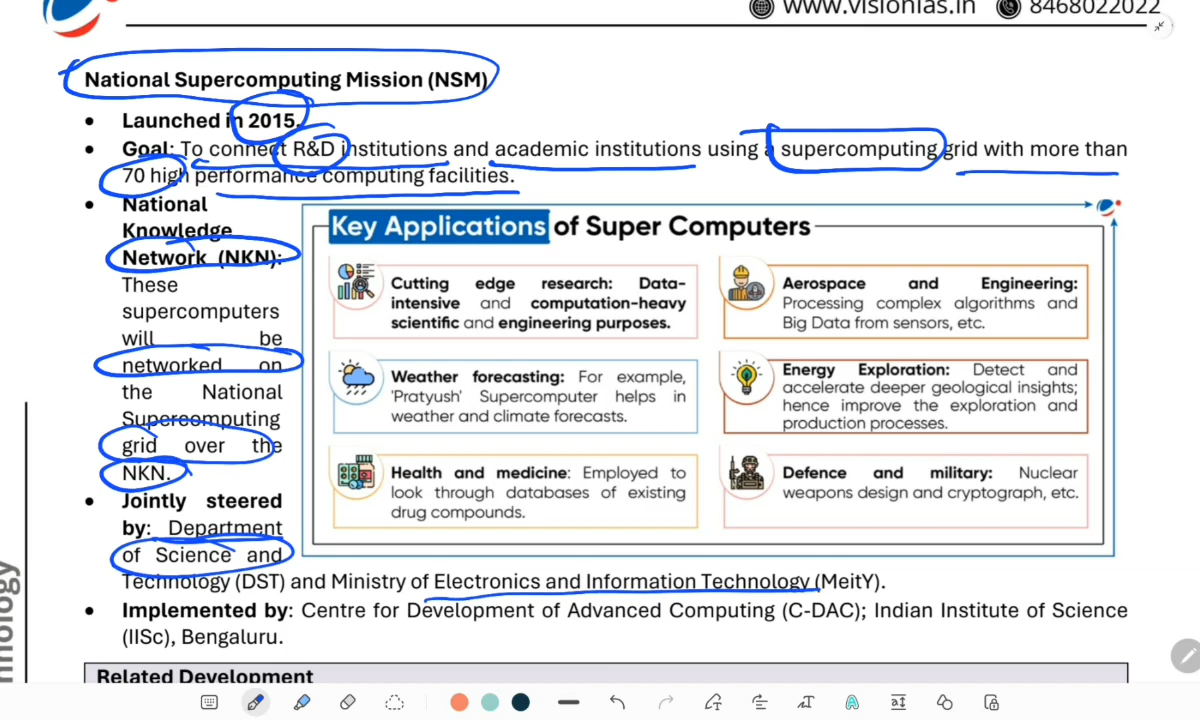 www.visionias.in 8468022022
National Supercomputing Mission (NSM)
• Launched in 2015.
• Goal: To connect R&D institutions and academic institutions using a supercomputing grid with more than
70 high performance computing facilities.
• National
Knowledge
Network (NKN):
These
supercomputers
will be
networked on
the National
Supercomputing
grid over the
NKN.
Key Applications of Super Computers
Cutting edge research: Data-
intensive and computation-heavy
scientific and engineering purposes.
Aerospace and Engineering:
Processing complex algorithms and
Big Data from sensors, etc.
Weather forecasting: For example,
'Pratyush' Supercomputer helps in
weather and climate forecasts.
Energy Exploration: Detect and
accelerate deeper geological insights;
hence improve the exploration and
production processes.
Health and medicine: Employed to
look through databases of existing
drug compounds.
Defence and military: Nuclear
weapons design and cryptograph, etc.
• Jointly steered
by: Department
of Science and
Technology (DST) and Ministry of Electronics and Information Technology (MeitY).
• Implemented by: Centre for Development of Advanced Computing (C-DAC); Indian Institute of Science
(IISc), Bengaluru.
Related Development